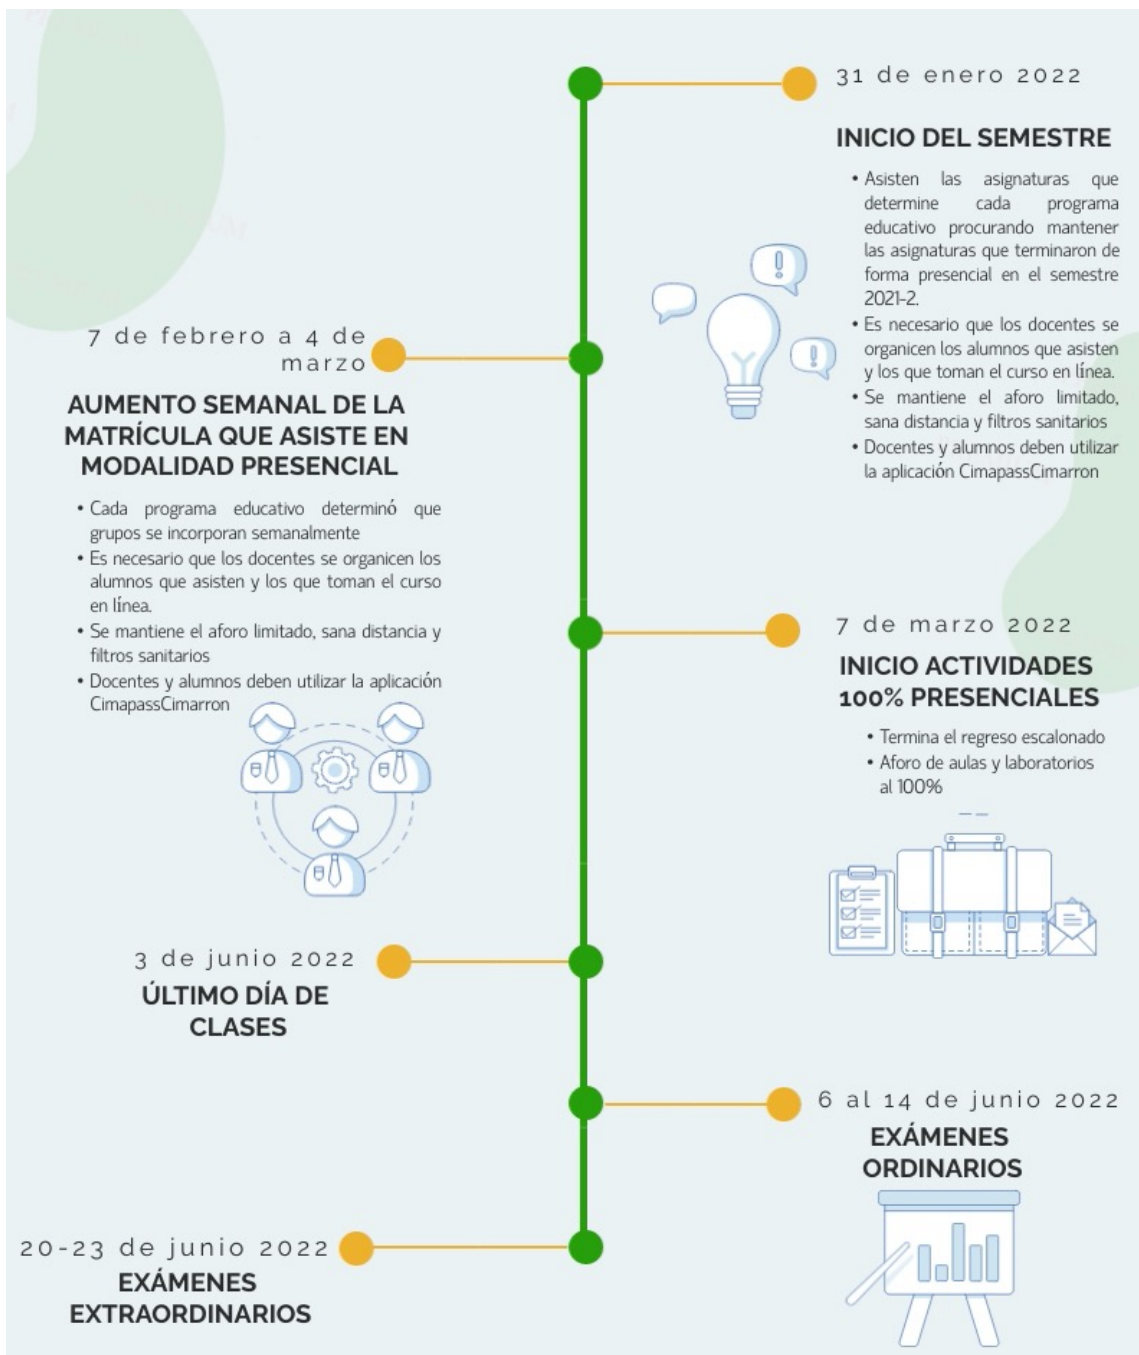 31 de enero 2022
INICIO DEL SEMESTRE
• Asisten las asignaturas que
determine cada programa
educativo procurando mantener
las asignaturas que terminaron de
forma presencial en el semestre
2021-2.
• Es necesario que los docentes se
organicen los alumnos que asisten
y los que toman el curso en línea.
• Se mantiene el aforo limitado,
sana distancia y filtros sanitarios
• Docentes y alumnos deben utilizar
la aplicación CimapassCimarron
7 de febrero a 4 de
marzo
AUMENTO SEMANAL DE LA
MATRÍCULA QUE ASISTE EN
MODALIDAD PRESENCIAL
• Cada programa educativo determinó que
grupos se incorporan semanalmente
• Es necesario que los docentes se organicen los
alumnos que asisten y los que toman el curso
en línea.
• Se mantiene el aforo limitado, sana distancia y
filtros sanitarios
• Docentes y alumnos deben utilizar la aplicación
CimapassCimarron
7 de marzo 2022
INICIO ACTIVIDADES
100% PRESENCIALES
• Termina el regreso escalonado
• Aforo de aulas y laboratorios
al 100%
3 de junio 2022
ÚLTIMO DÍA DE
CLASES
6 al 14 de junio 2022
EXÁMENES
ORDINARIOS
20-23 de junio 2022
EXÁMENES
EXTRAORDINARIOS